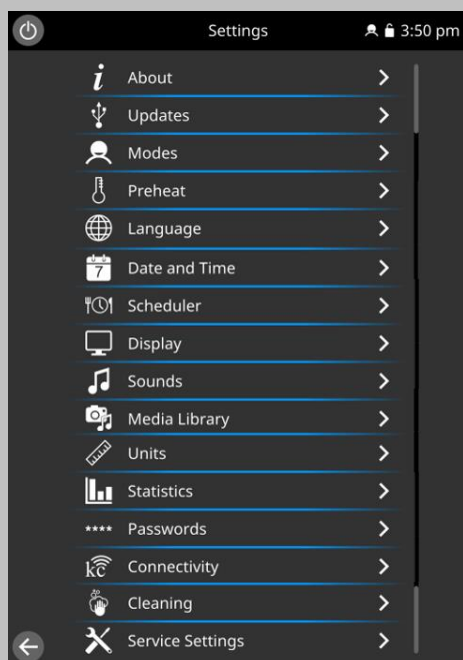 Settings
3:50 pm
About
Updates
Modes
Preheat
Language
7
Date and Time
Scheduler
Display
Sounds
Media Library
Units
Statistics
**** Passwords
kc
Connectivity
Cleaning
Service Settings